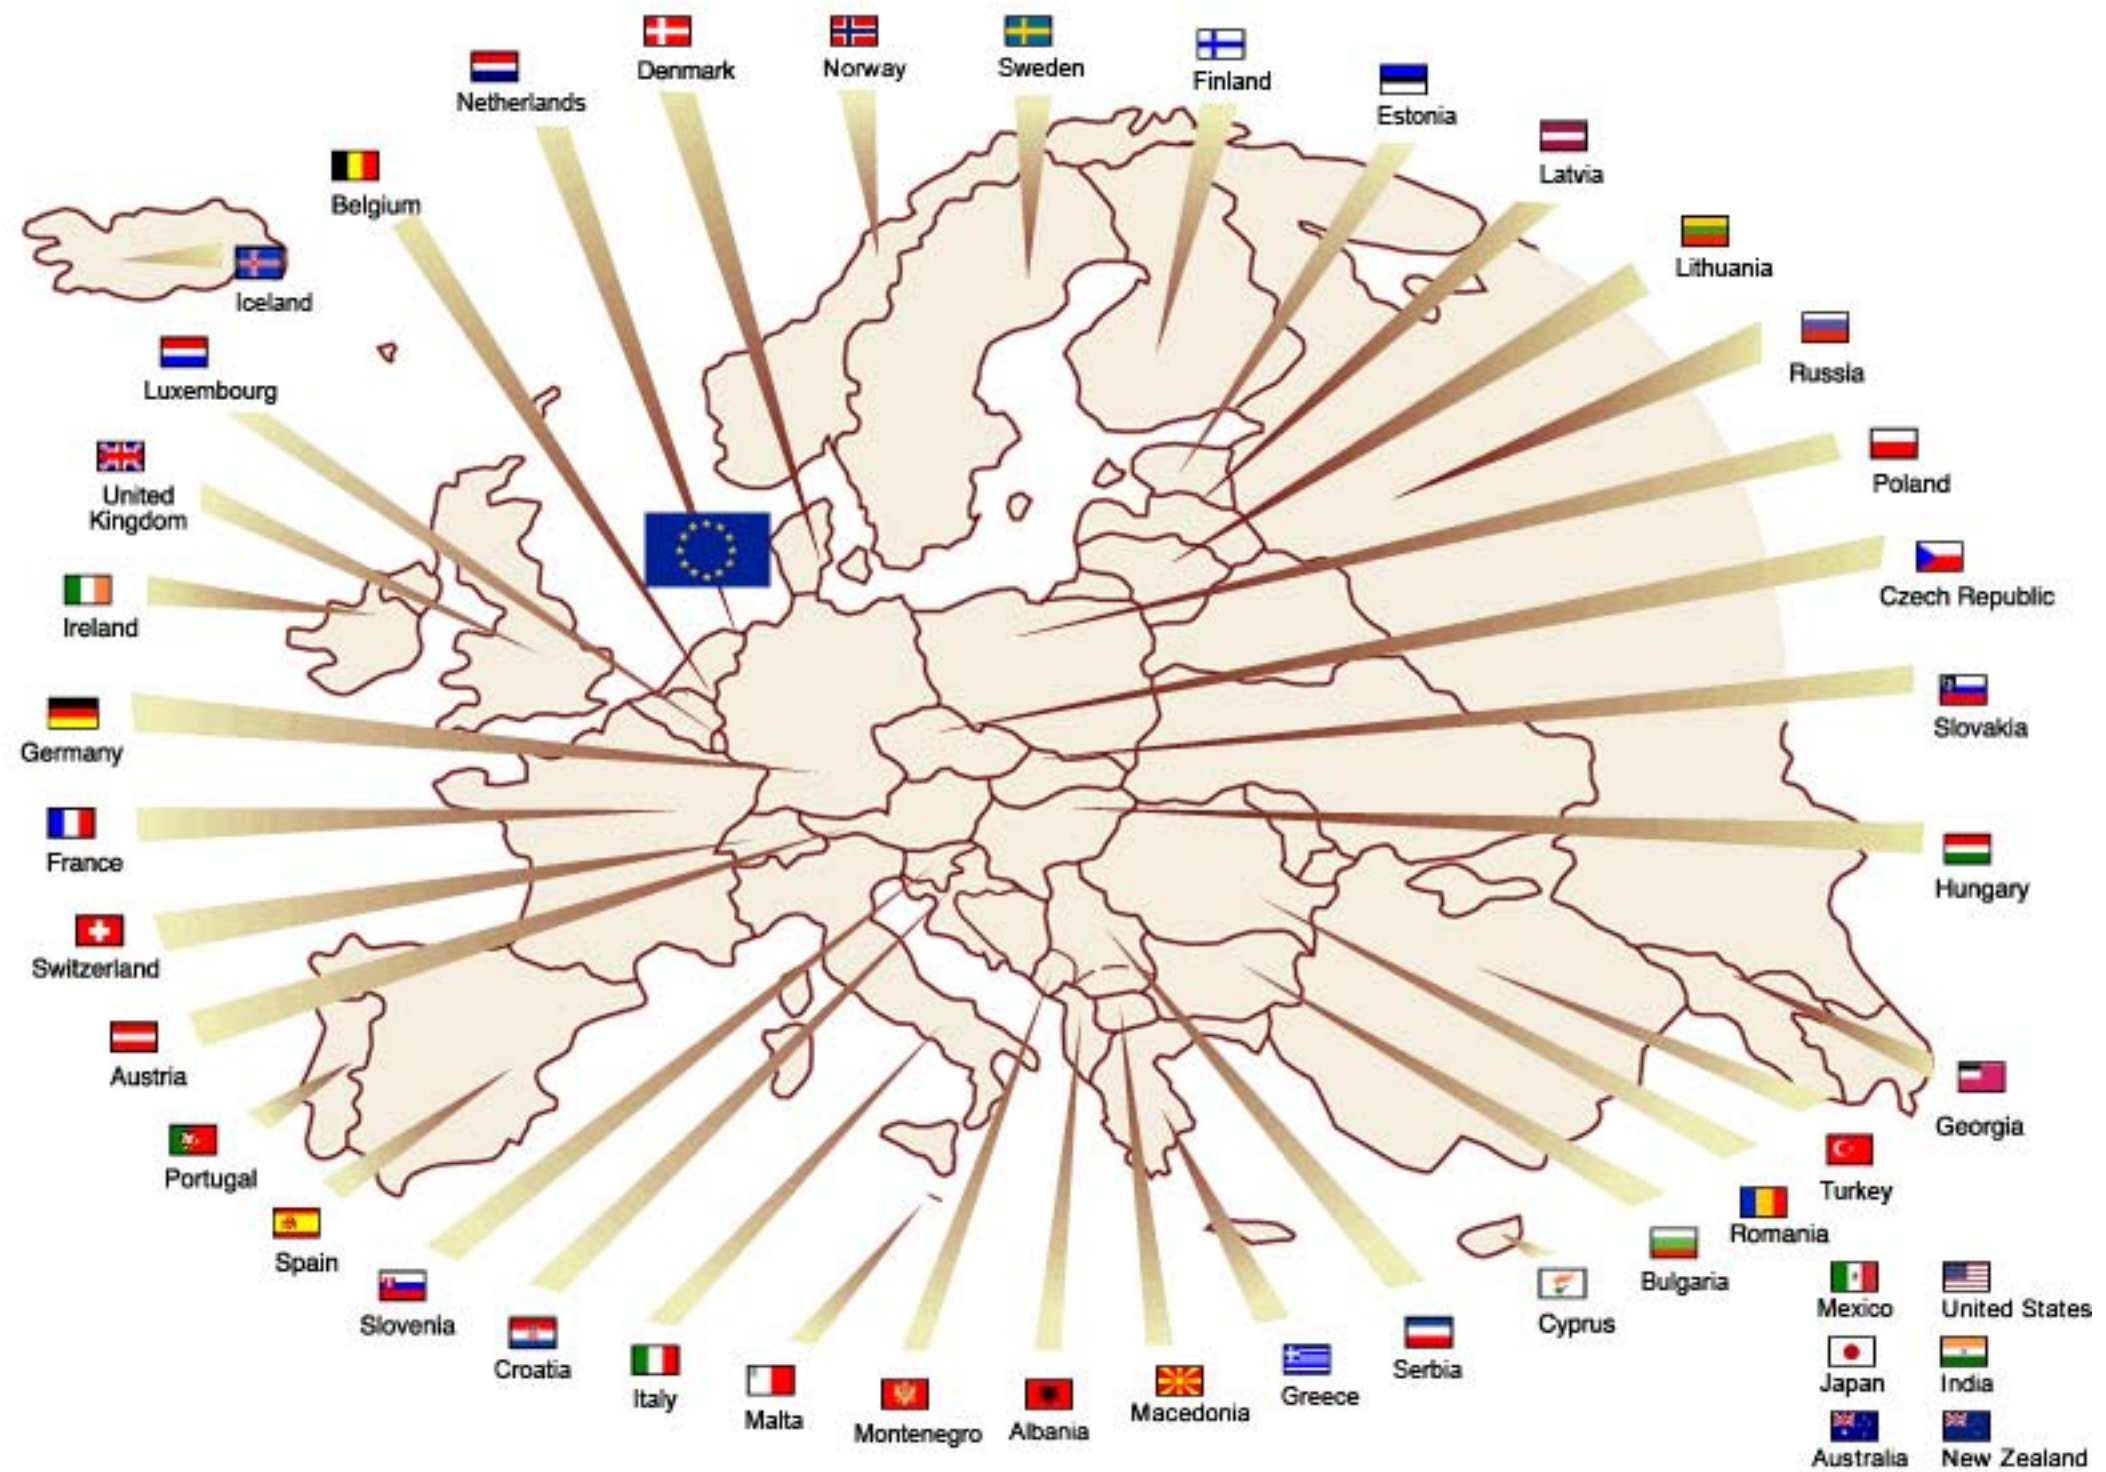 Denmark
Norway
Sweden
Finland
Netherlands
Estonia
Latvia
Belgium
Lithuania
Iceland
Russia
Luxembourg
Poland
United
Kingdom
Czech Republic
Ireland
Slovakia
Germany
France
Hungary
Switzerland
Austria
Georgia
Portugal
Turkey
Spain
Romania
Slovenia
Bulgaria
Cyprus
Croatia
Serbia
Italy
Greece
Malta
Macedonia
Montenegro
Albania
Mexico
United States
Japan
India
Australia
New Zealand